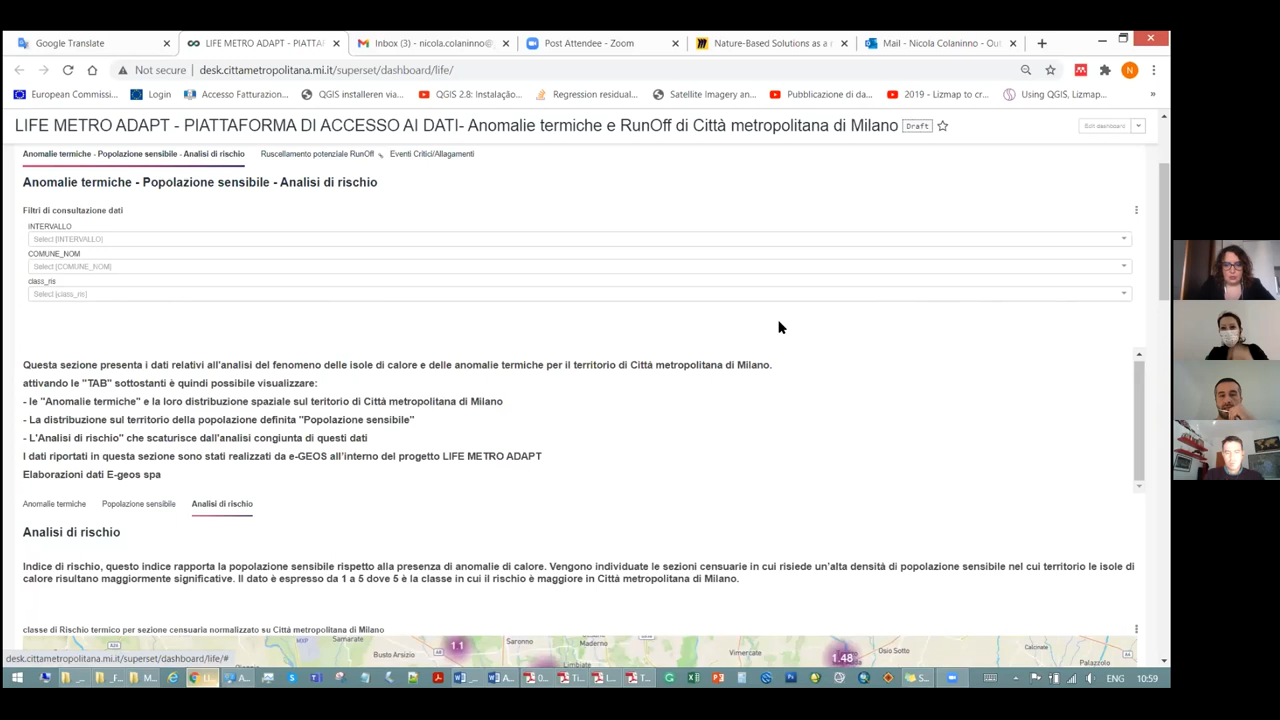 Google Translate
LIFE METRO ADAPT - PIATTAF
Inbox (3) - nicola.colaninno@
Post Attendee - Zoom
Nature-Based Solutions as a r
Mail - Nicola Colaninno - Out
Not secure desk.cittametropolitana.mi.it/superset/dashboard/life/
European Commissi... Login Accesso Fatturazion... QGIS installeren via... QGIS 2.8: Instalação... Regression residual... Satellite Imagery an... Pubblicazione di da... 2019 - Lizmap to cr... Using QGIS, Lizmap... »
LIFE METRO ADAPT - PIATTAFORMA DI ACCESSO AI DATI- Anomalie termiche e RunOff di Città metropolitana di Milano Draft Edit dashboard
Anomalie termiche - Popolazione sensibile - Analisi di rischio Ruscellamento potenziale RunOff Eventi Critici/Allagamenti
Anomalie termiche - Popolazione sensibile - Analisi di rischio
Filtri di consultazione dati
INTERVALLO
Select [INTERVALLO]
COMUNE_NOM
Select [COMUNE_NOM]
class_ris
Select [class_ris]
Questa sezione presenta i dati relativi all'analisi del fenomeno delle isole di calore e delle anomalie termiche per il territorio di Città metropolitana di Milano.
attivando le "TAB" sottostanti è quindi possibile visualizzare:
- le "Anomalie termiche" e la loro distribuzione spaziale sul teritorio di Città metropolitana di Milano
- La distribuzione sul territorio della popolazione definita "Popolazione sensibile"
- L'Analisi di rischio" che scaturisce dall'analisi congiunta di questi dati
I dati riportati in questa sezione sono stati realizzati da e-GEOS all'interno del progetto LIFE METRO ADAPT
Elaborazioni dati E-geos spa
Anomalie termiche Popolazione sensibile Analisi di rischio
Analisi di rischio
Indice di rischio, questo indice rapporta la popolazione sensibile rispetto alla presenza di anomalie di calore. Vengono individuate le sezioni censuarie in cui risiede un'alta densità di popolazione sensibile nel cui territorio le isole di
calore risultano maggiormente significative. Il dato è espresso da 1 a 5 dove 5 è la classe in cui il rischio è maggiore in Città metropolitana di Milano.
classe di Rischio termico per sezione censuaria normalizzato su Città metropolitana di Milano
Samarate
Busto Arsizio
1.1
Saronno
Limbiate
Maderno
Vimercate
1.48
Osio Sotto
Calcinate
Palazzolo
desk.cittametropolitana.mi.it/superset/dashboard/life/#
ENG 10:59